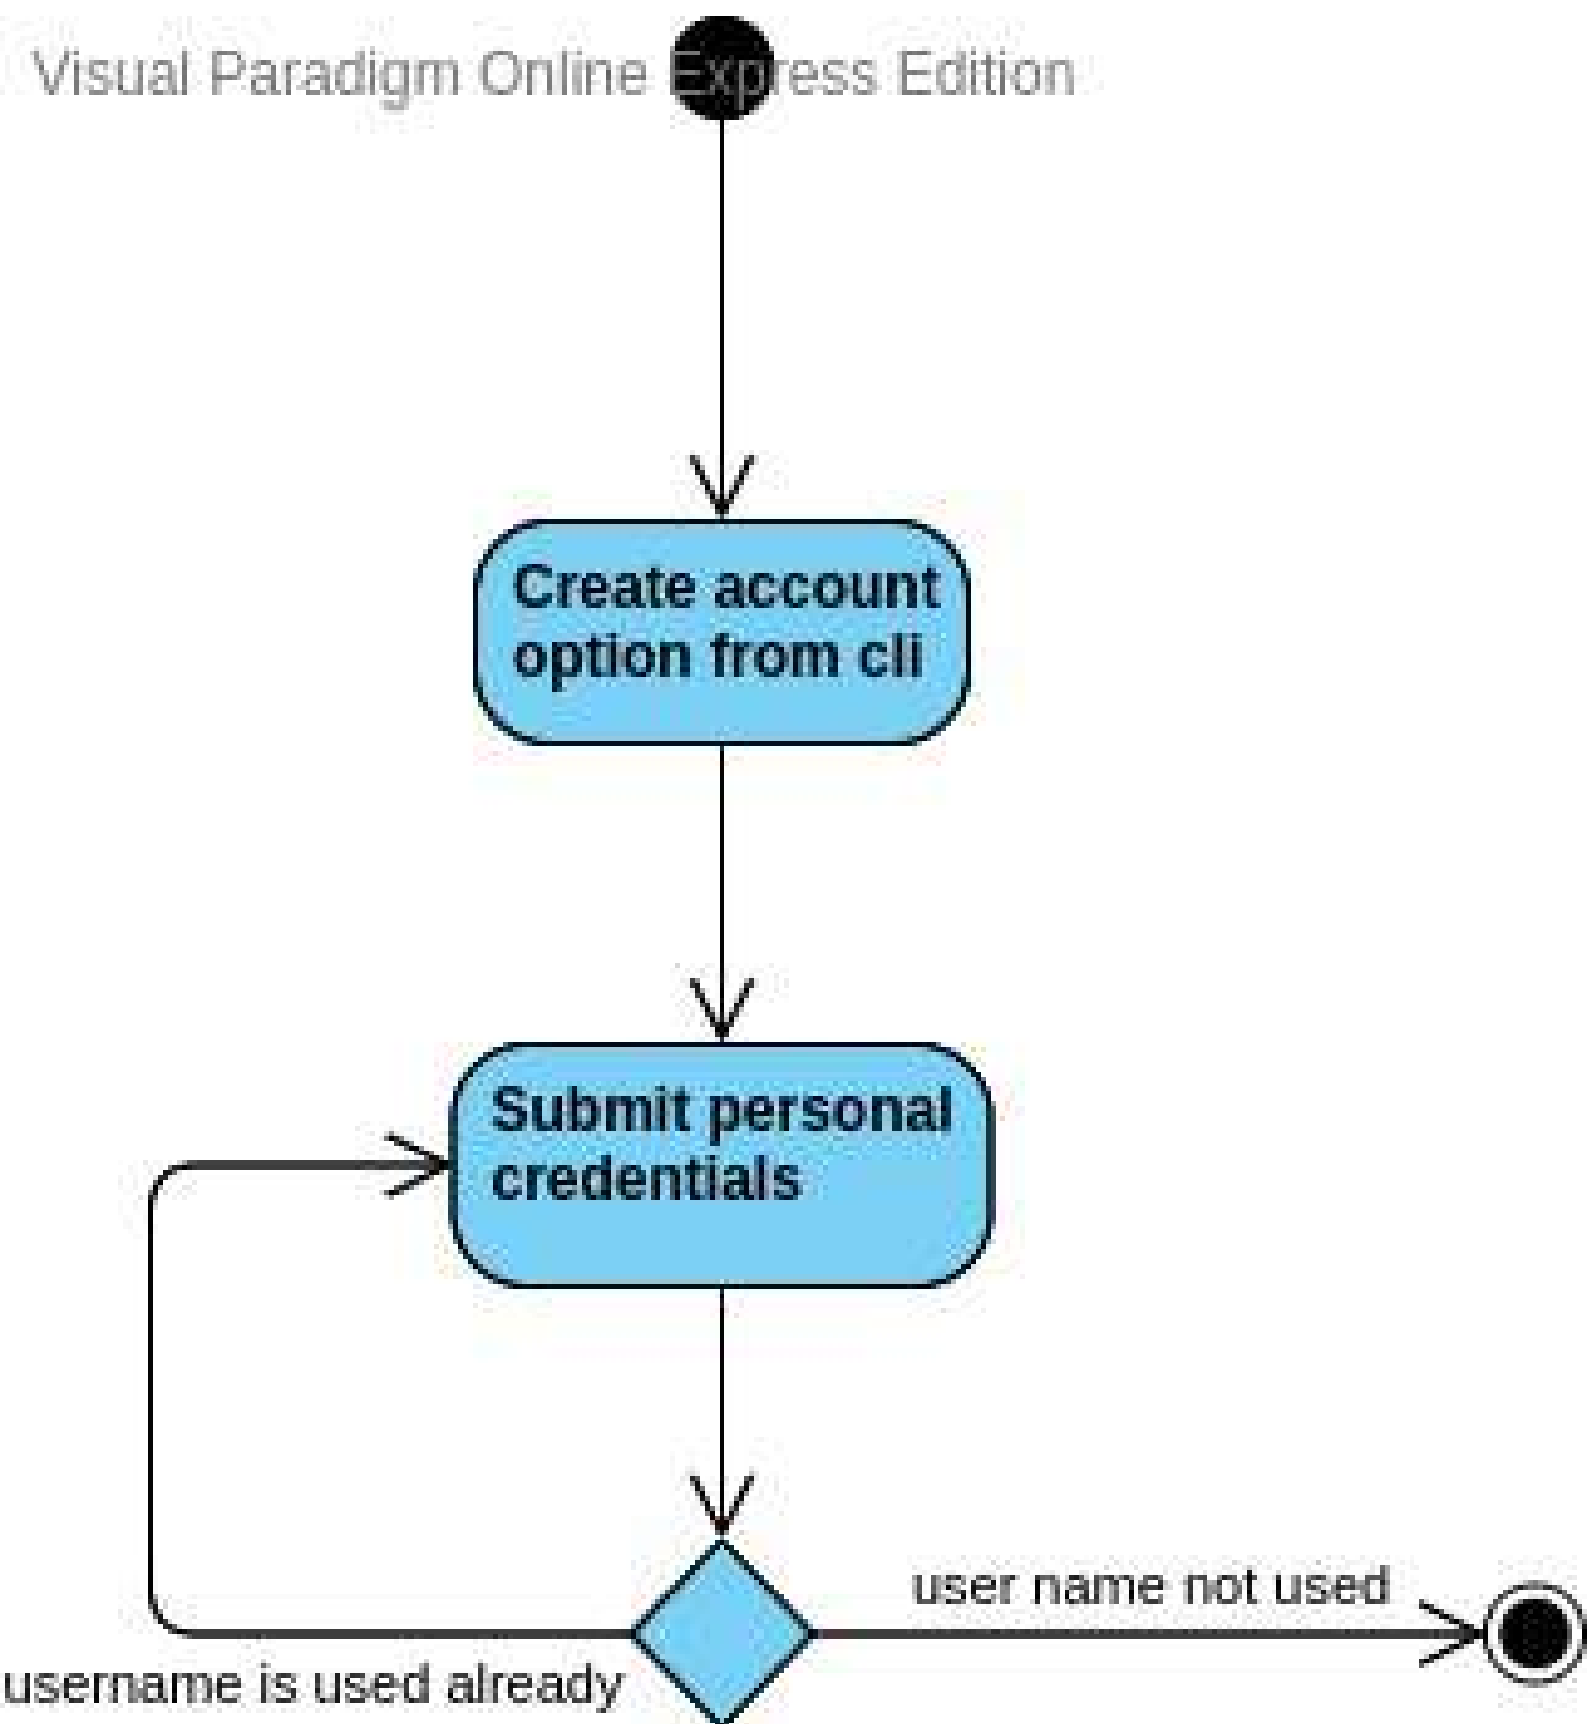 Visual Paradigm Online Express Edition
Create account
option from cli
Submit personal
credentials
user name not used
username is used already